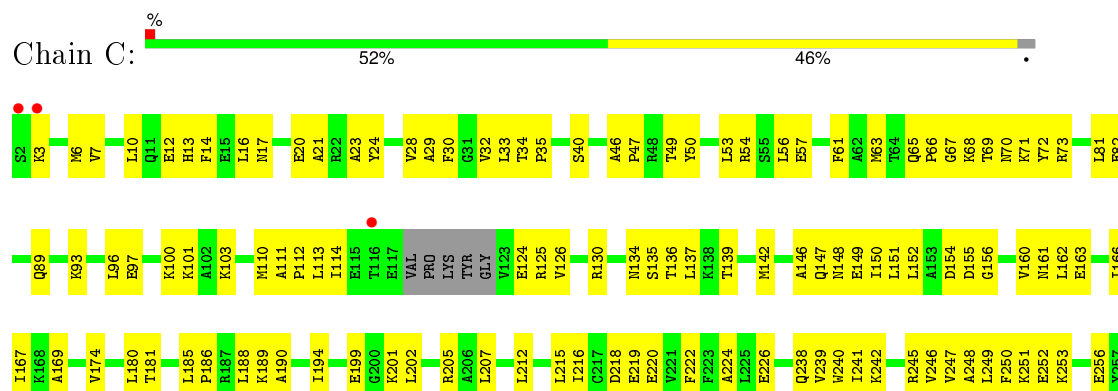 %
Chain C:
52% 46% •
S2 K3 M6 V7 L10 Q11 E12 H13 F14 E15 L16 N17 E20 A21 R22 A23 Y24 V28 A29 F30 G31 V32 I33 T34 P35 S40 A46 P47 R48 T49 Y50 L53 R54 S55 L56 E57 F61 A62 M63 T64 Q65 P66 G67 K68 T69 N70 K71 Y72 R73 L81
Q89 K93 L96 E97 K100 K101 A102 K103 M110 A111 P112 L113 I114 E115 T116 E117 VAL PRO LYS TYR GLY V123 E124 R125 V126 R130 N134 S135 T136 L137 K138 T139 M142 A146 Q147 N148 E149 I150 L151 L152 A153 D154 D155 G156 V160 N161 L162 E163 I166
I167 K168 A169 V174 L180 T181 L185 P186 R187 L188 K189 A190 I194 E199 G200 K201 L202 R205 A206 L207 L212 L215 I216 C217 D218 E219 E220 V221 F222 F223 A224 L225 E226 Q238 V239 W240 I241 K242 R245 V246 V247 A248 L249 F250 K251 E252 K253 E256